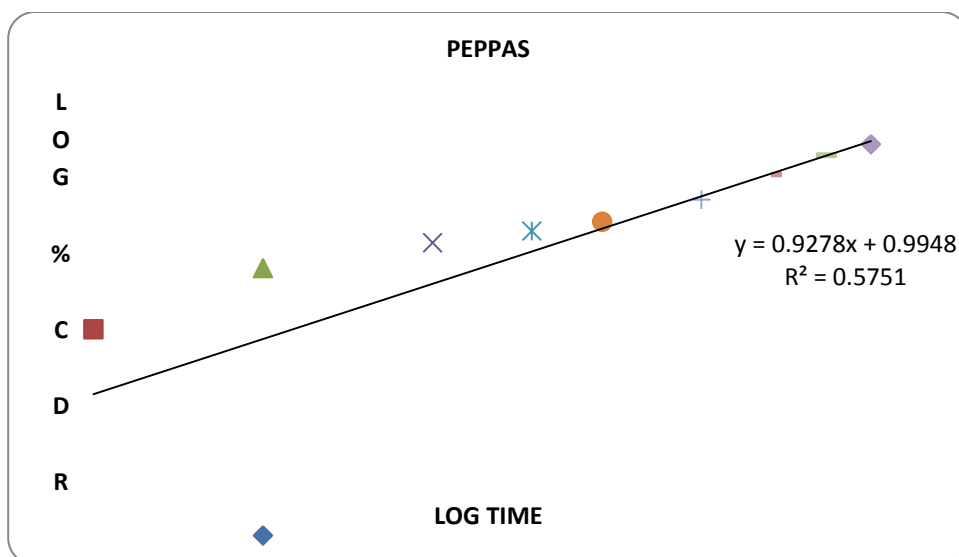 PEPPAS
L
O
G
%
C
D
R
y = 0.9278x + 0.9948
R² = 0.5751
LOG TIME